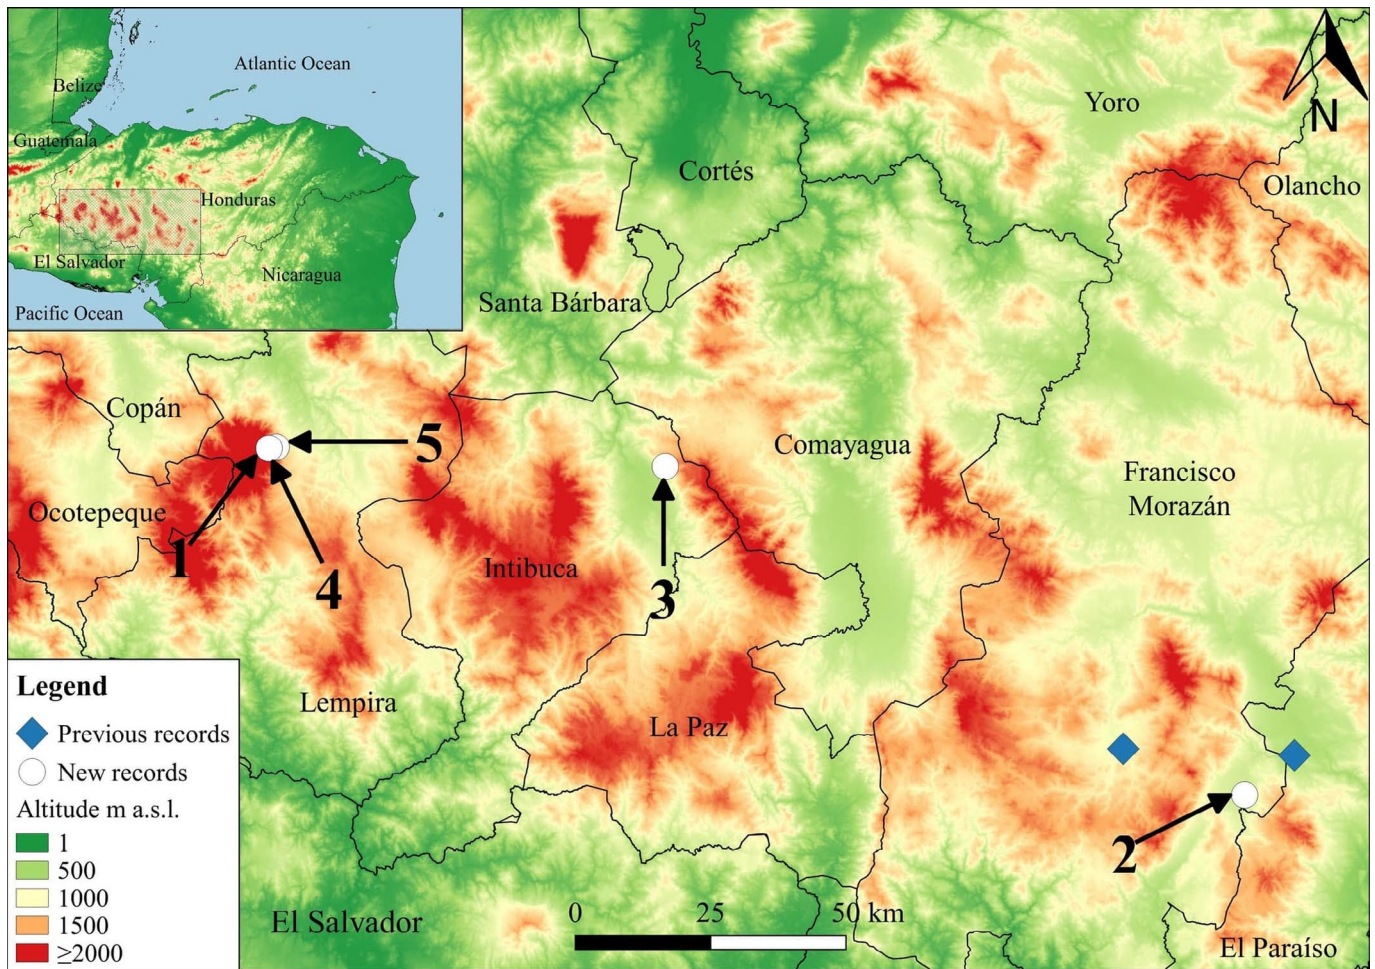 Atlantic Ocean
Belize
Guatemala
Honduras
El Salvador
Nicaragua
Pacific Ocean
Yoro
N
Cortés
Olancho
Santa Bárbara
Copán
5
Comayagua
Francisco
Morazán
Ocotepeque
1
4
Intibuca
3
Lempira
La Paz
2
El Salvador
El Paraíso
0 25 50 km
Legend
Previous records
New records
Altitude m a.s.l.
1
500
1000
1500
≥2000